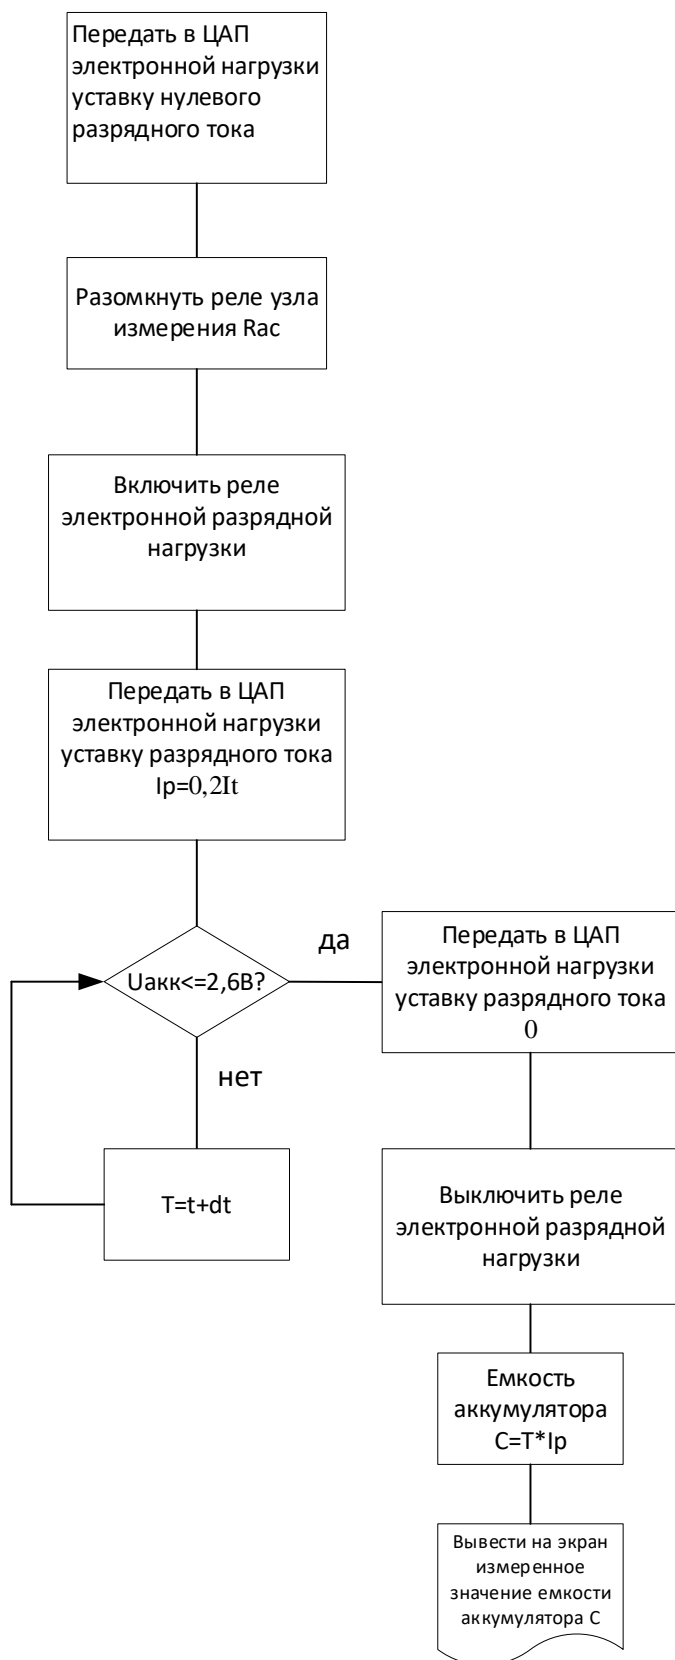 Передать в ЦАП
электронной нагрузки
уставку нулевого
разрядного тока
Разомкнуть реле узла
измерения Rac
Включить реле
электронной разрядной
нагрузки
Передать в ЦАП
электронной нагрузки
уставку разрядного тока
Ip=0,2It
Uакк<=2,6В?
да
нет
T=t+dt
Передать в ЦАП
электронной нагрузки
уставку разрядного тока
0
Выключить реле
электронной разрядной
нагрузки
Емкость
аккумулятора
C=T*Ip
Вывести на экран
измеренное
значение емкости
аккумулятора С